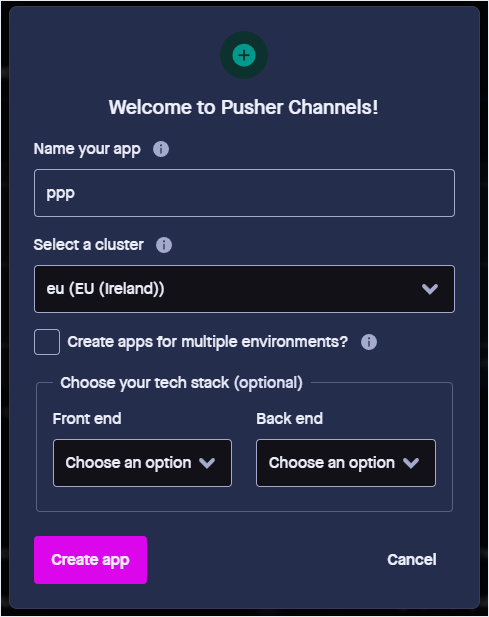 Welcome to Pusher Channels!
Name your app
ppp
Select a cluster
eu (EU (Ireland))
Create apps for multiple environments?
Choose your tech stack (optional)
Front end
Back end
Choose an option
Choose an option
Create app
Cancel